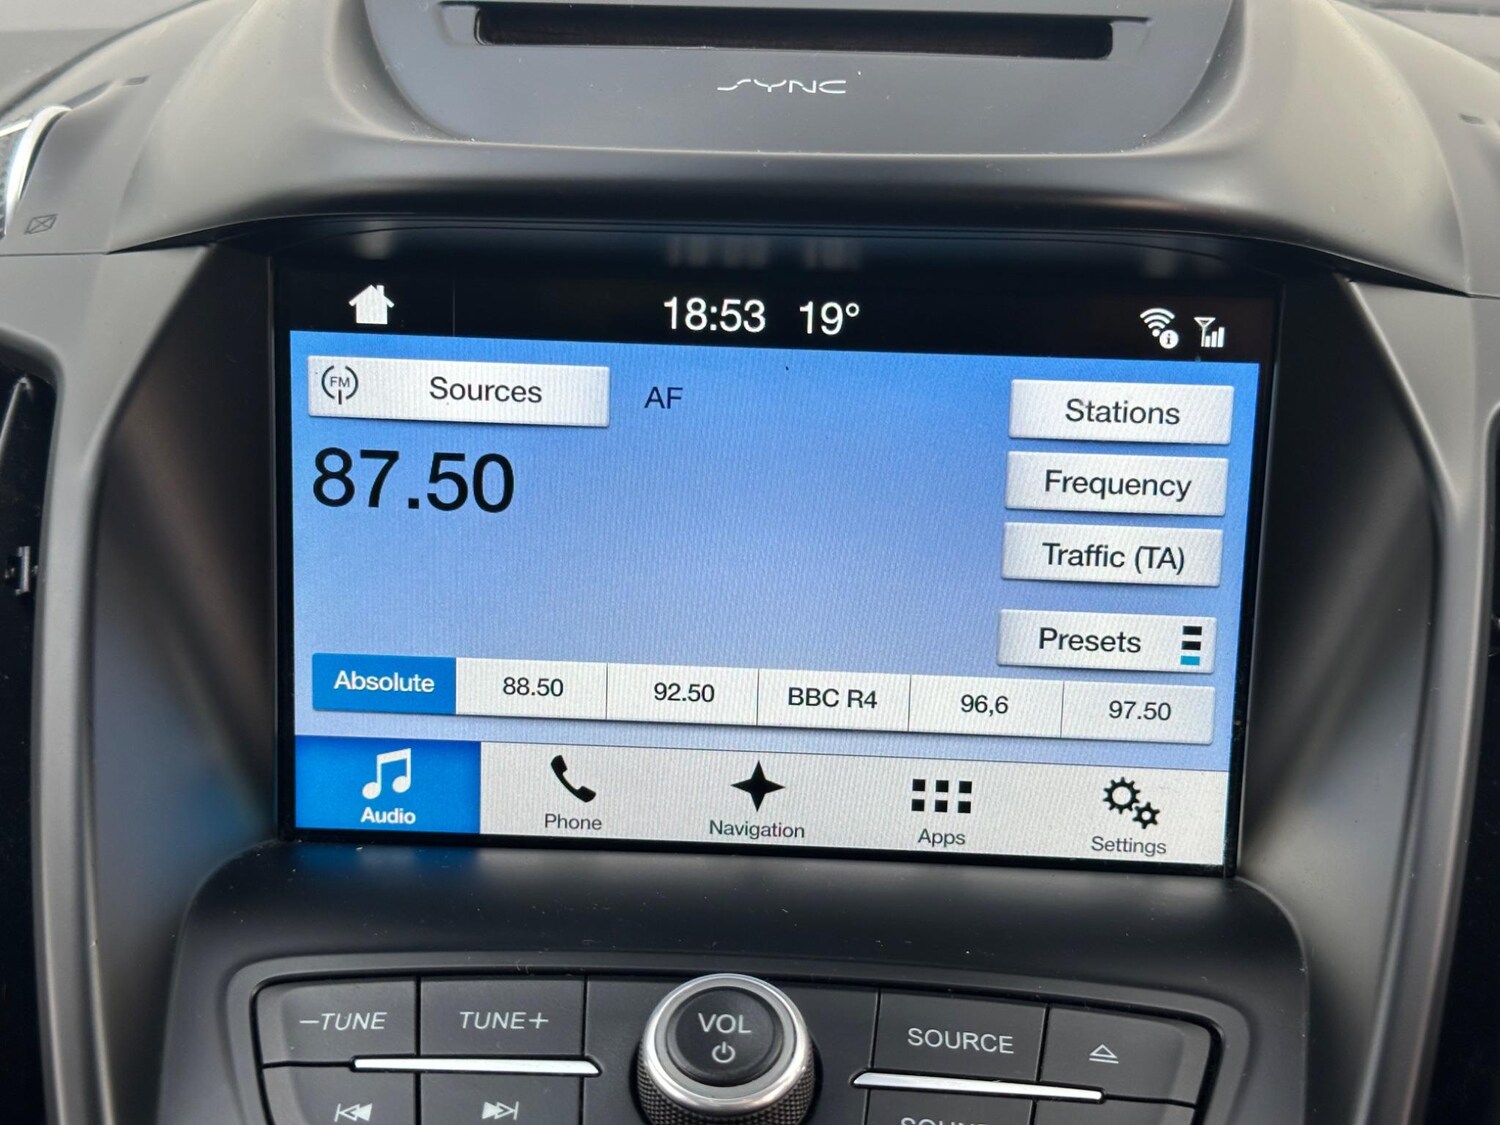 SYNC
18:53 19°
FM Sources AF Stations
87.50
Frequency
Traffic (TA)
Presets
Absolute 88.50 92.50 BBC R4 96,6 97.50
Audio Phone Navigation Apps Settings
–TUNE TUNE+ VOL SOURCE